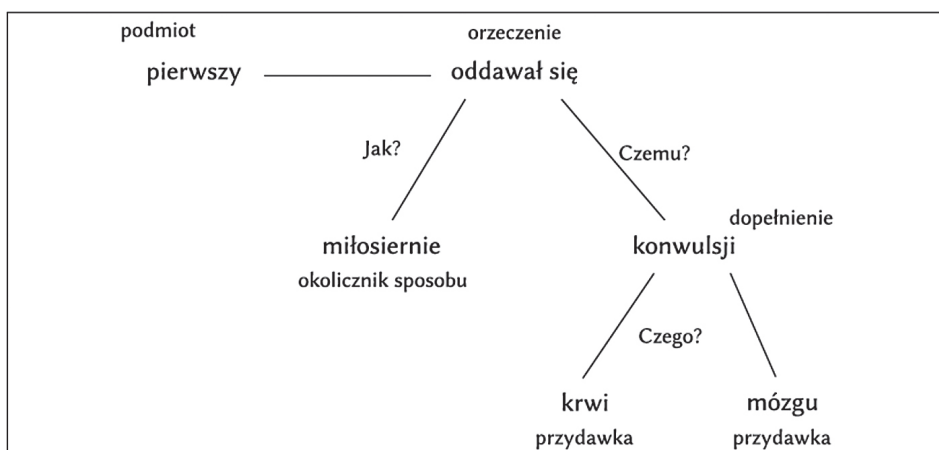 podmiot
orzeczenie
pierwszy
oddawał się
Jak?
Czemu?
dopełnienie
miłosiernie
konwulsji
okolicznik sposobu
Czego?
krwi
mózgu
przydawka
przydawka